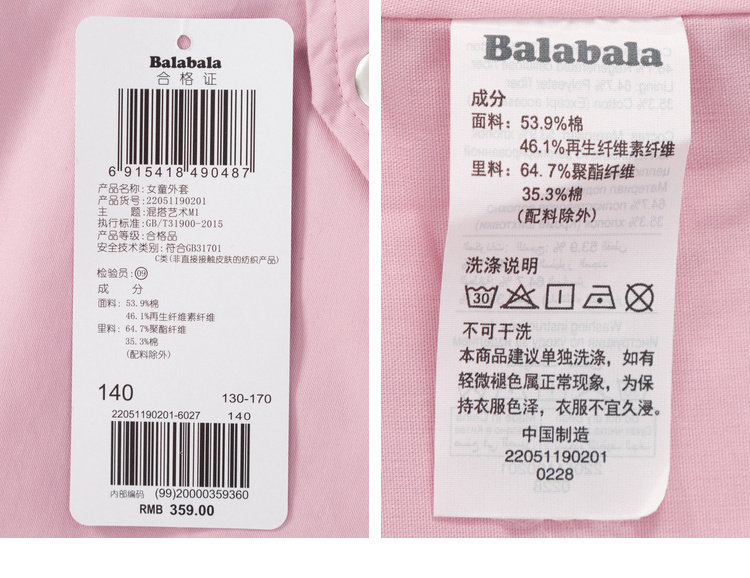 Balabala
合格证
6 915418 490487
产品名称: 女童外套
产品货号: 22051190201
主 题: 混搭艺术M1
执行标准: GB/T31900-2015
产品等级: 合格品
安全技术类别: 符合GB31701
C类(非直接接触皮肤的纺织产品)
检验员: 09
成 分
面料: 53.9%棉
46.1%再生纤维素纤维
里料: 64.7%聚酯纤维
35.3%棉
(配料除外)
140 130-170
22051190201-6027 140
内部编码 (99)20000359360
RMB 359.00
Balabala
成分
面料: 53.9%棉
46.1%再生纤维素纤维
里料: 64.7%聚酯纤维
35.3%棉
(配料除外)
洗涤说明
30
不可干洗
本商品建议单独洗涤，如有
轻微褪色属正常现象，为保
持衣服色泽，衣服不宜久浸。
中国制造
22051190201
0228